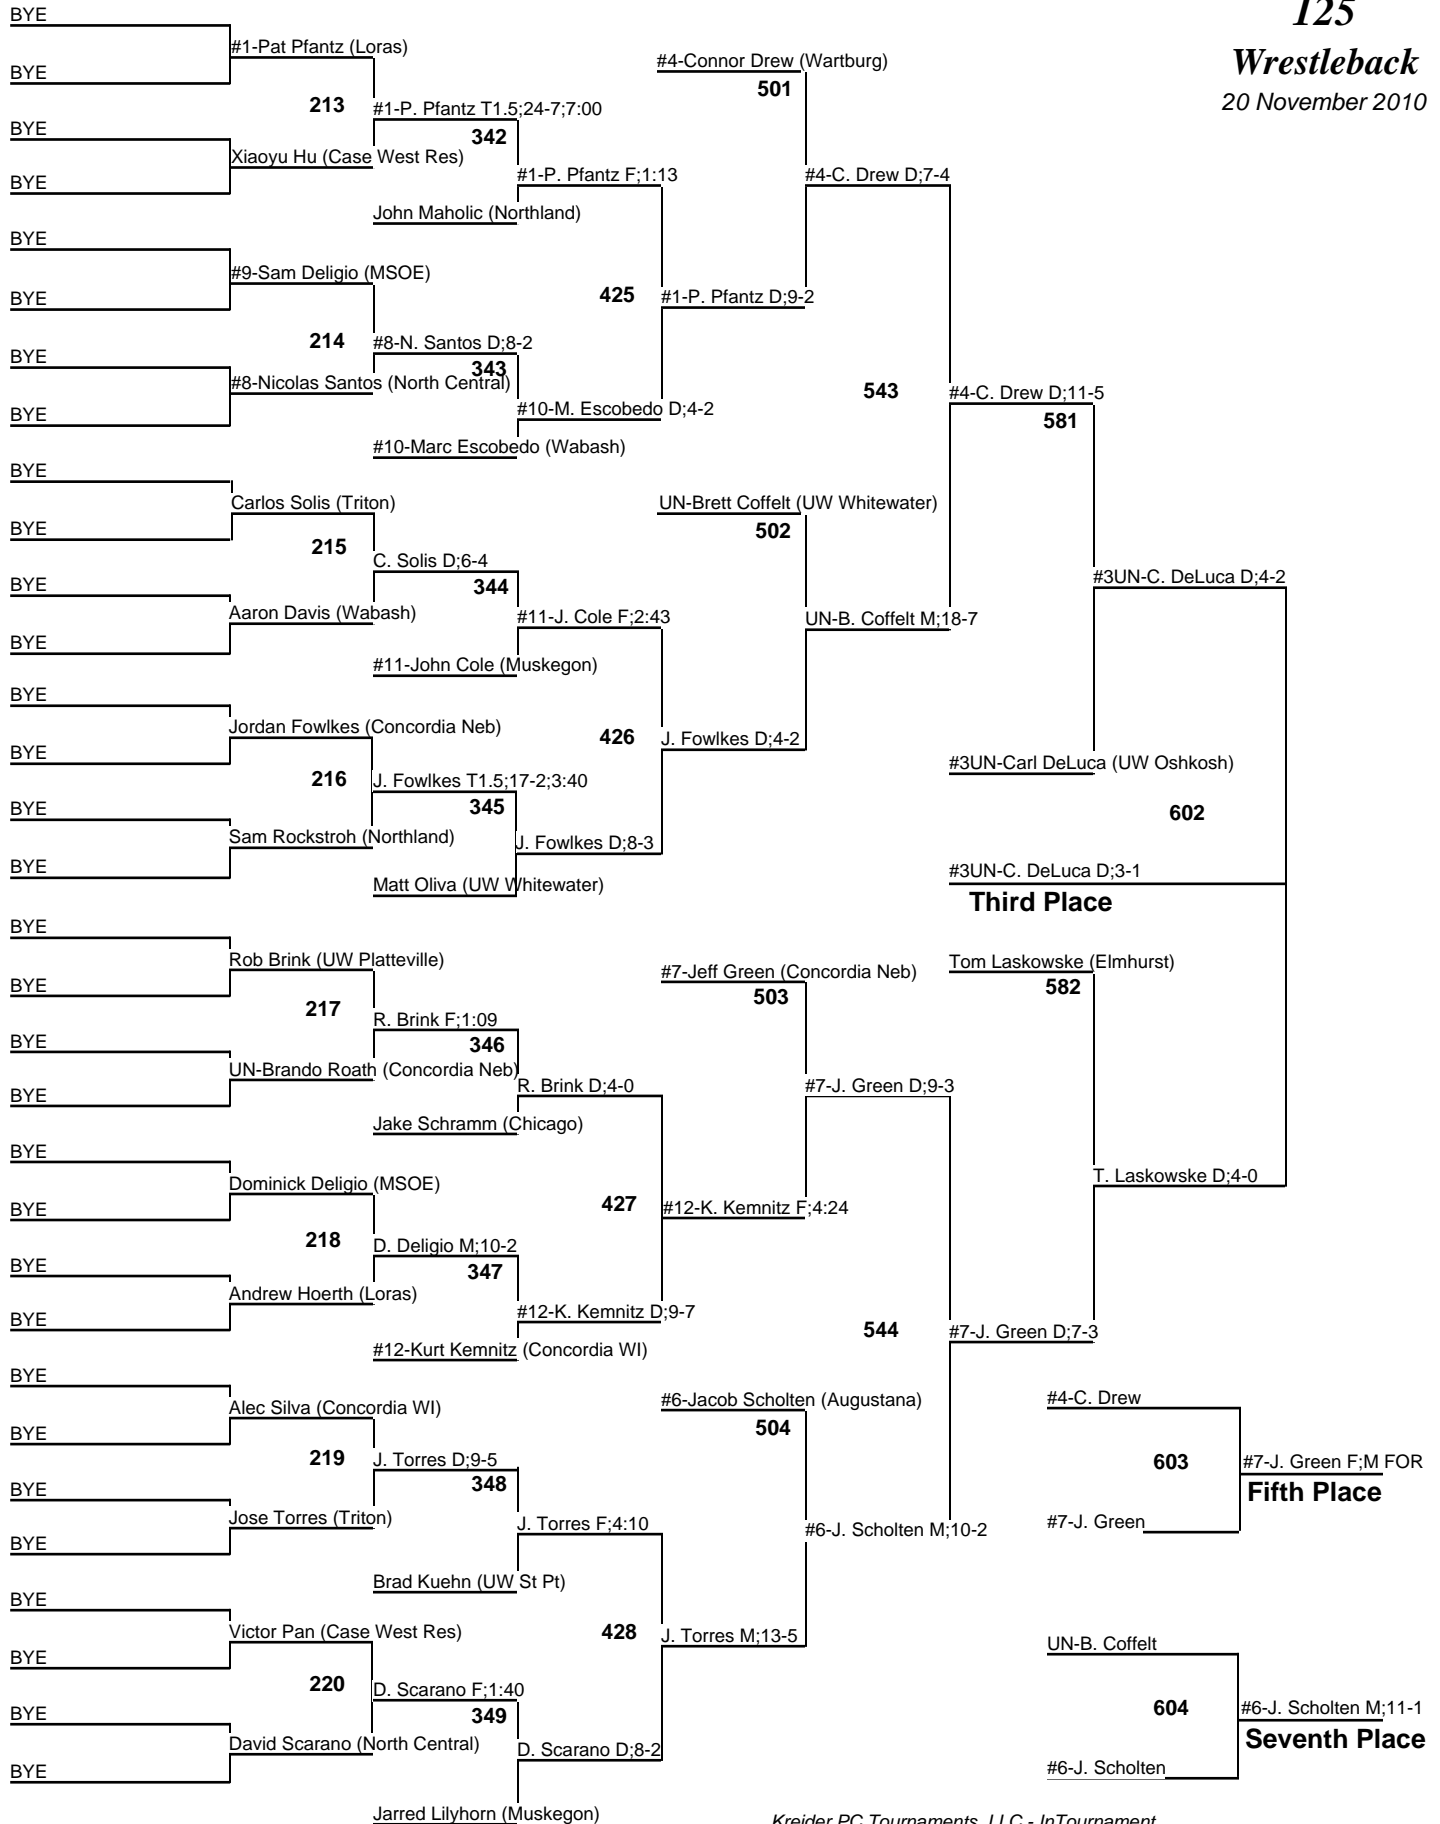 125
Wrestleback
20 November 2010
BYE
#1-Pat Pfantz (Loras)
BYE
213
#1-P. Pfantz T1.5;24-7;7:00
342
BYE
Xiaoyu Hu (Case West Res)
BYE
#1-P. Pfantz F;1:13
John Maholic (Northland)
#4-Connor Drew (Wartburg)
501
#4-C. Drew D;7-4
BYE
#9-Sam Deligio (MSOE)
BYE
425
#1-P. Pfantz D;9-2
214
#8-N. Santos D;8-2
343
BYE
#8-Nicolas Santos (North Central)
BYE
#10-M. Escobedo D;4-2
#10-Marc Escobedo (Wabash)
543
#4-C. Drew D;11-5
581
BYE
Carlos Solis (Triton)
BYE
215
C. Solis D;6-4
344
UN-Brett Coffelt (UW Whitewater)
502
BYE
Aaron Davis (Wabash)
BYE
#11-J. Cole F;2:43
#11-John Cole (Muskegon)
UN-B. Coffelt M;18-7
#3UN-C. DeLuca D;4-2
BYE
Jordan Fowlkes (Concordia Neb)
BYE
426
J. Fowlkes D;4-2
216
J. Fowlkes T1.5;17-2;3:40
345
#3UN-Carl DeLuca (UW Oshkosh)
602
BYE
Sam Rockstroh (Northland)
BYE
J. Fowlkes D;8-3
Matt Oliva (UW Whitewater)
#3UN-C. DeLuca D;3-1
Third Place
BYE
Rob Brink (UW Platteville)
BYE
217
R. Brink F;1:09
346
#7-Jeff Green (Concordia Neb)
503
Tom Laskowske (Elmhurst)
582
BYE
UN-Brando Roath (Concordia Neb)
BYE
R. Brink D;4-0
Jake Schramm (Chicago)
#7-J. Green D;9-3
BYE
Dominick Deligio (MSOE)
BYE
427
#12-K. Kemnitz F;4:24
T. Laskowske D;4-0
218
D. Deligio M;10-2
347
BYE
Andrew Hoerth (Loras)
BYE
#12-K. Kemnitz D;9-7
#12-Kurt Kemnitz (Concordia WI)
544
#7-J. Green D;7-3
BYE
Alec Silva (Concordia WI)
BYE
219
J. Torres D;9-5
348
#6-Jacob Scholten (Augustana)
504
#4-C. Drew
603
#7-J. Green F;M FOR
Fifth Place
#7-J. Green
BYE
Jose Torres (Triton)
BYE
J. Torres F;4:10
#6-J. Scholten M;10-2
Brad Kuehn (UW St Pt)
BYE
Victor Pan (Case West Res)
BYE
428
J. Torres M;13-5
220
D. Scarano F;1:40
349
UN-B. Coffelt
604
#6-J. Scholten M;11-1
Seventh Place
#6-J. Scholten
BYE
David Scarano (North Central)
BYE
D. Scarano D;8-2
Jarred Lilyhorn (Muskegon)
Kreider PC Tournaments, LLC - InTournament